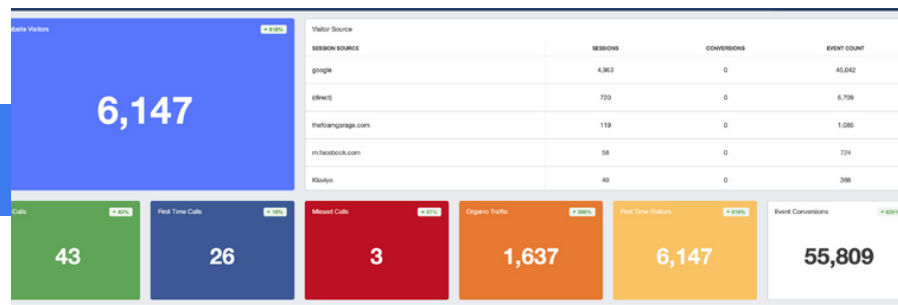 bsite Visitors
6,147
Visitor Source
SESSION SOURCE SESSIONS CONVERSIONS EVENT COUNT
google 4,963 0 45,042
(direct) 720 0 6,709
thefoamgarage.com 119 0 1,085
m.facebook.com 58 0 724
Klaviyo 40 0
Calls
43
First Time Calls
26
Missed Calls
3
Organic Traffic
1,637
First Time Visitors
6,147
Event Conversions
55,809